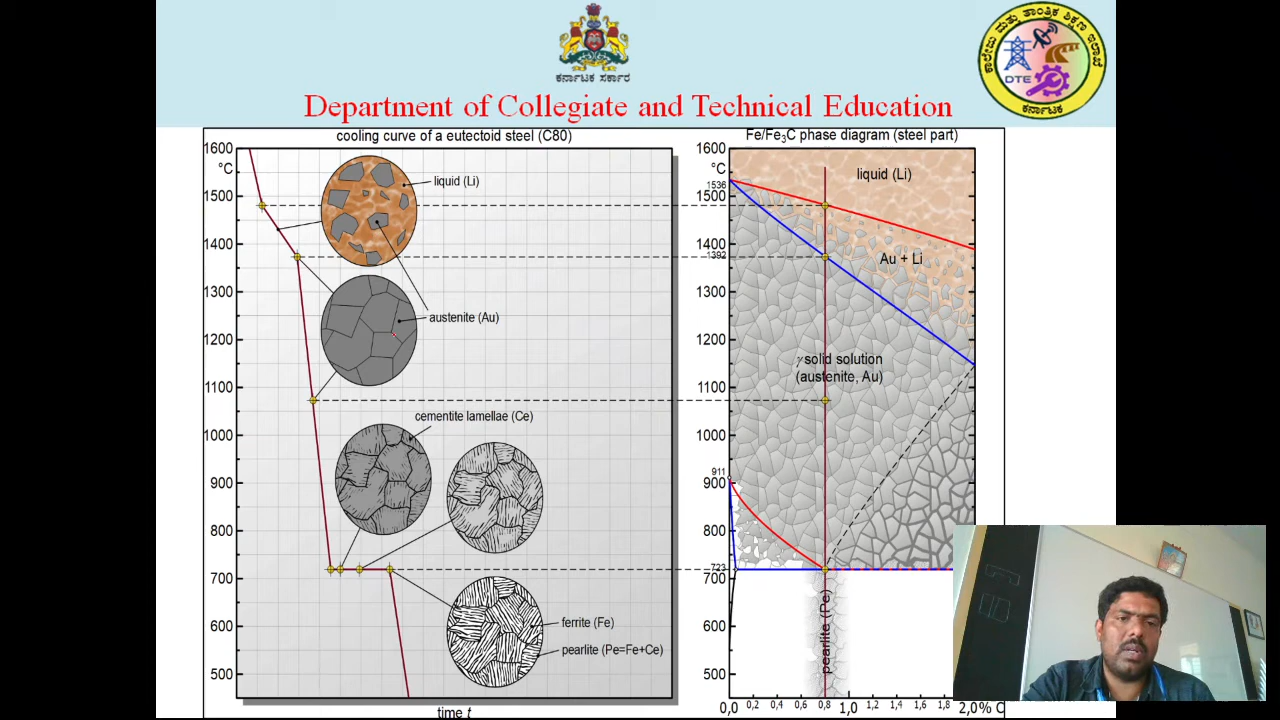 ಕರ್ನಾಟಕ ಸರ್ಕಾರ
ಕಾಲೇಜು ಮತ್ತು ತಾಂತ್ರಿಕ ಶಿಕ್ಷಣ ಇಲಾಖೆ
DTE
ಕರ್ನಾಟಕ
Department of Collegiate and Technical Education
cooling curve of a eutectoid steel (C80)
1600
°C
1500
1400
1300
1200
1100
1000
900
800
700
600
500
liquid (Li)
austenite (Au)
cementite lamellae (Ce)
ferrite (Fe)
pearlite (Pe=Fe+Ce)
time t
Fe/Fe₃C phase diagram (steel part)
1600
°C
1536
1500
1400
1392
1300
1200
1100
1000
911
900
800
723
700
600
500
liquid (Li)
Au + Li
γ-solid solution
(austenite, Au)
pearlite (Pe)
0,0 0,2 0,4 0,6 0,8 1,0 1,2 1,4 1,6 1,8 2,0% C